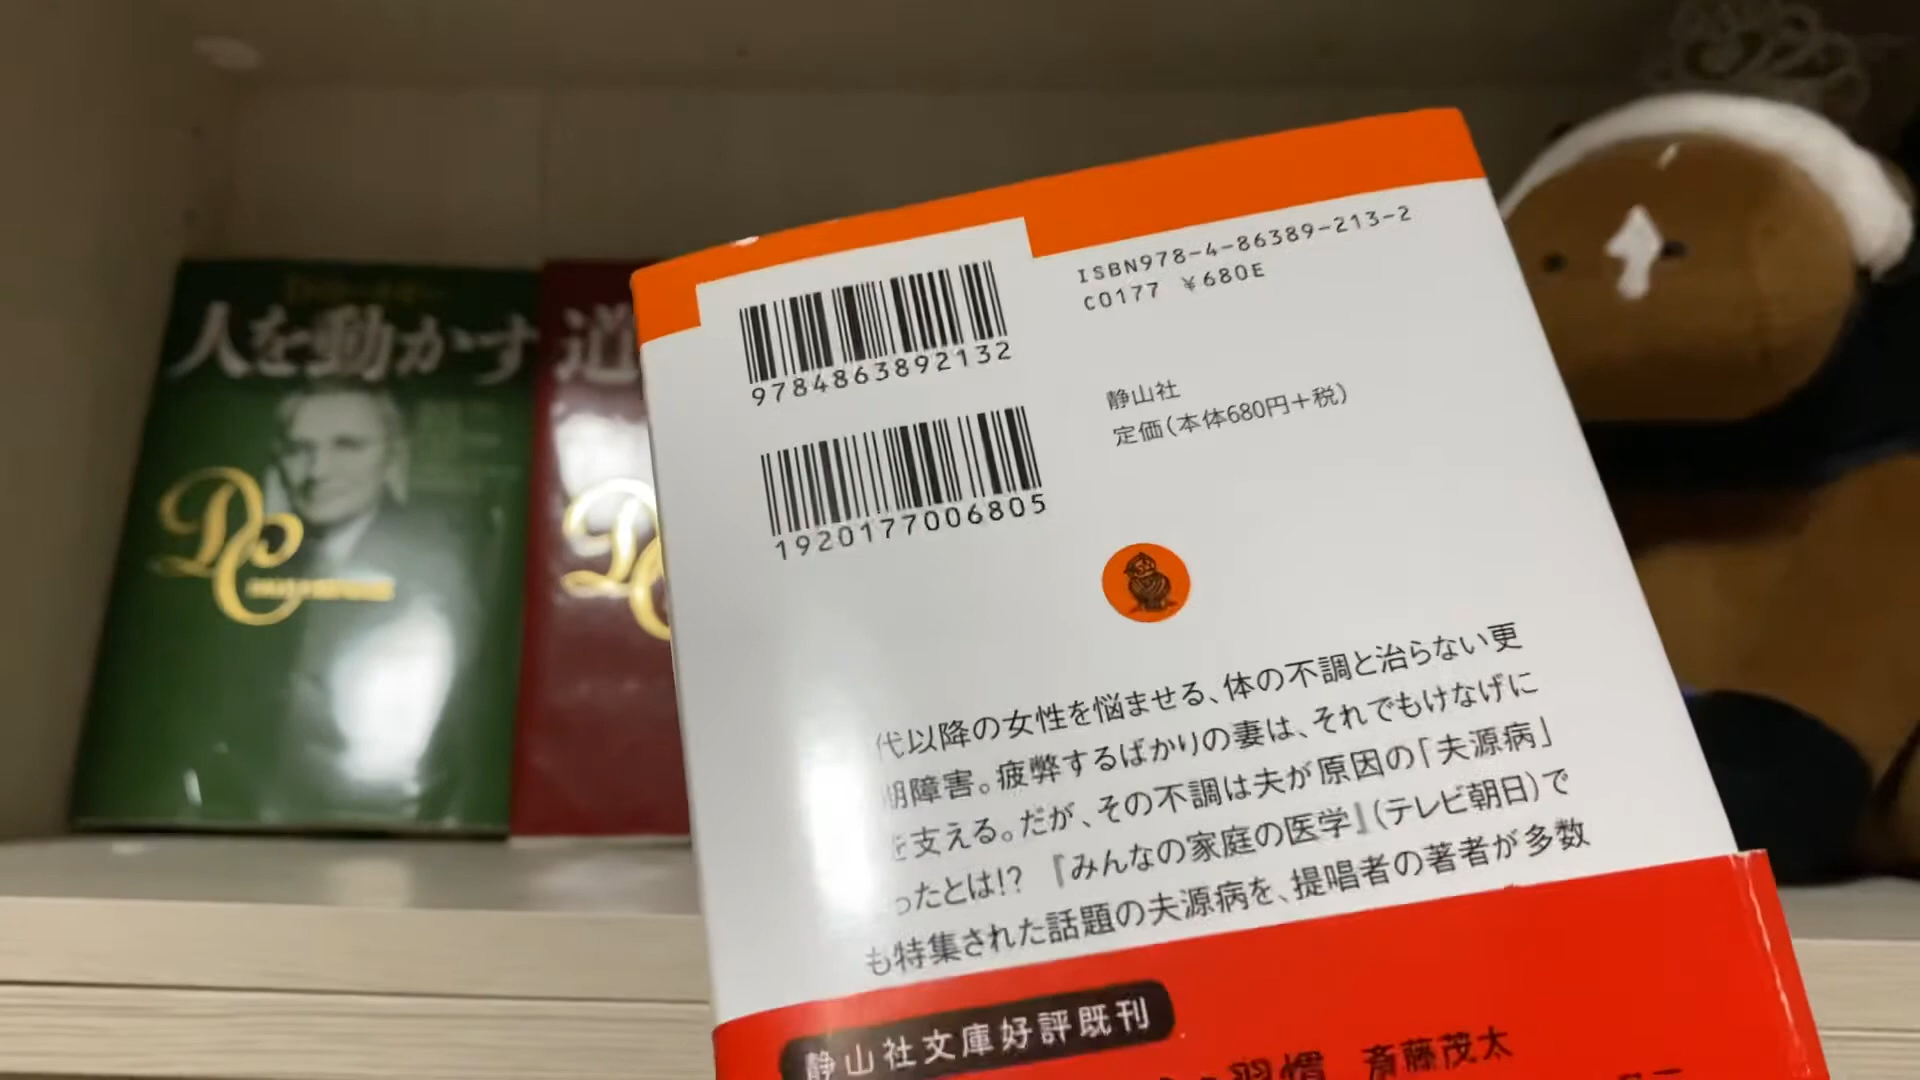 人を動かす
道
DC
D
ISBN978-4-86389-213-2
C0177 ¥680E
9784863892132
静山社
定価(本体680円+税)
1920177006805
代以降の女性を悩ませる、体の不調と治らない更
期障害。疲弊するばかりの妻は、それでもけなげに
を支える。だが、その不調は夫が原因の「夫源病」
ったとは!? 『みんなの家庭の医学』(テレビ朝日)で
も特集された話題の夫源病を、提唱者の著者が多数
静山社文庫好評既刊
習慣 斎藤茂太